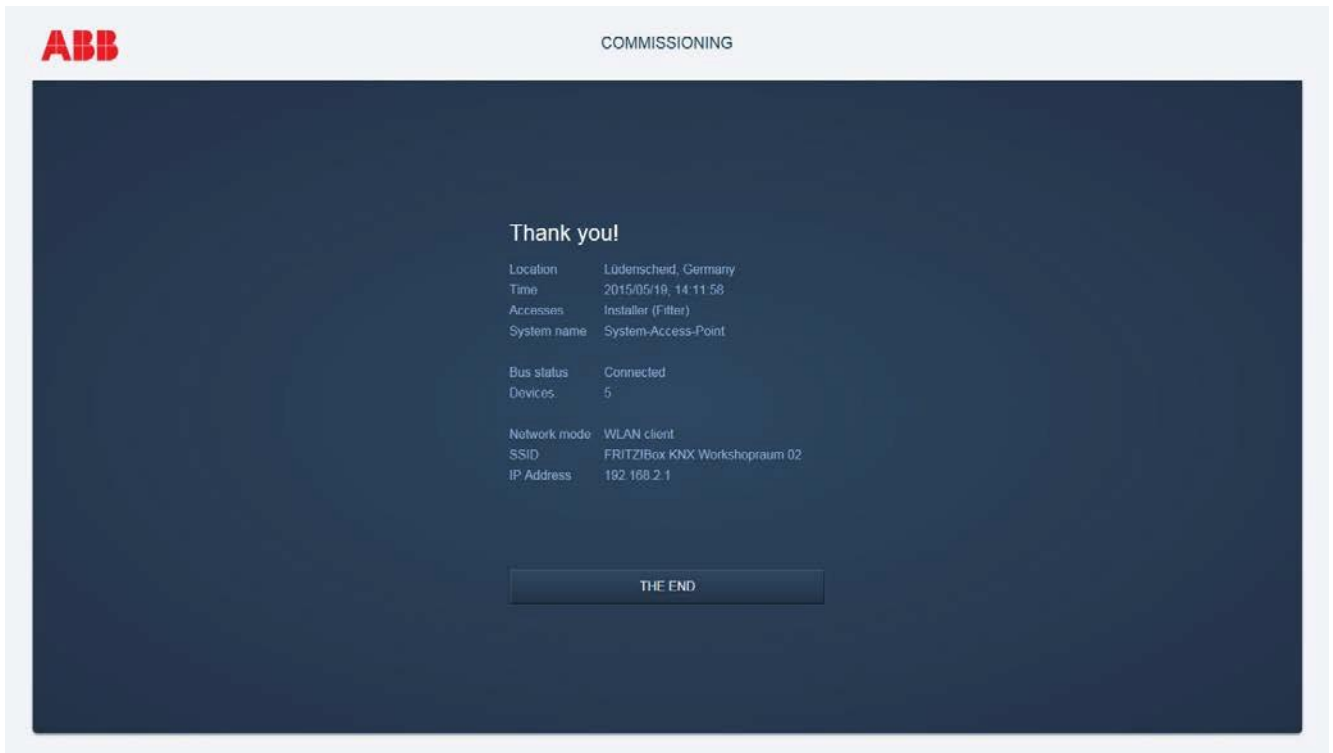 ABB
COMMISSIONING
Thank you!
Location Lüdenscheid, Germany
Time 2015/05/19, 14:11:58
Accesses Installer (Fitter)
System name System-Access-Point
Bus status Connected
Devices 5
Network mode WLAN client
SSID FRITZ!Box KNX Workshopraum 02
IP Address 192.168.2.1
THE END